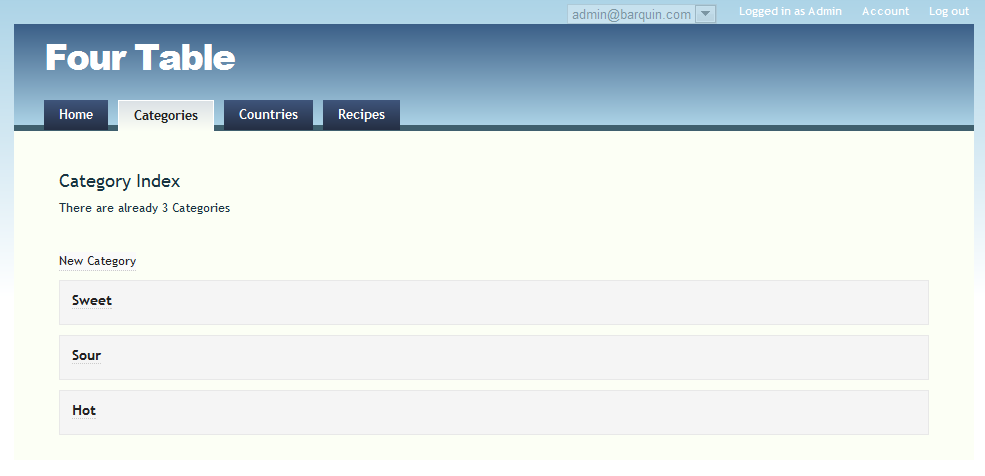 admin@barquin.com Logged in as Admin Account Log out
Four Table
Home Categories Countries Recipes
Category Index
There are already 3 Categories
New Category
Sweet
Sour
Hot